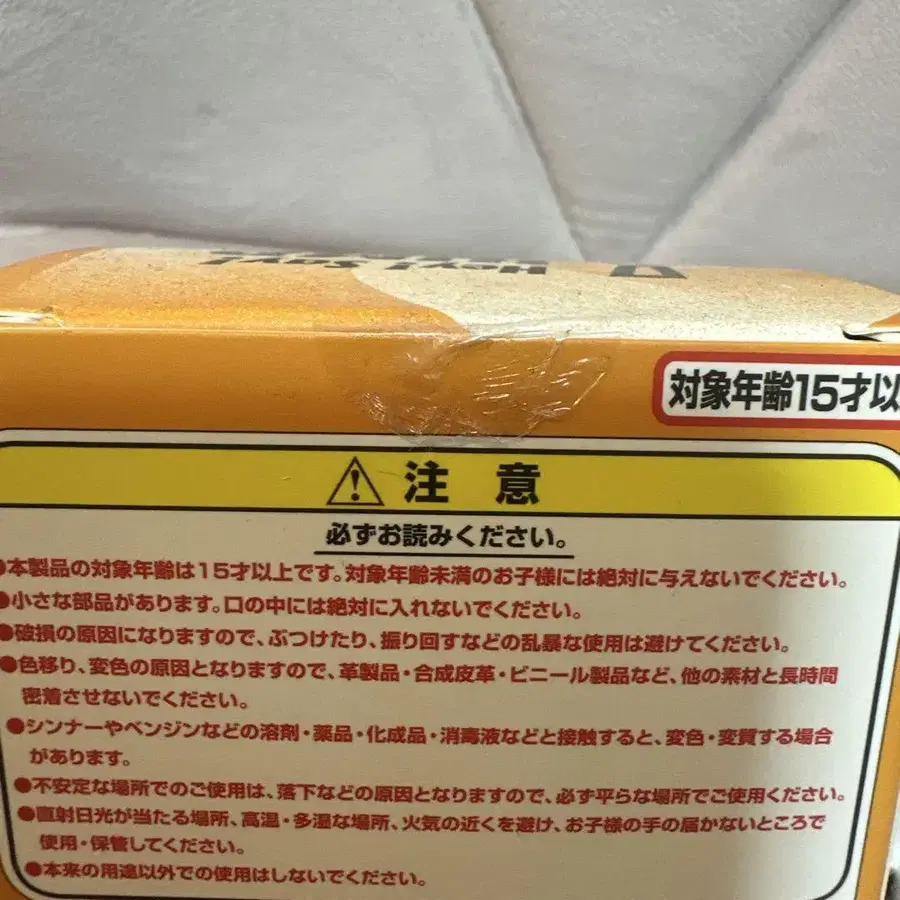 Hey! Say!
対象年齢15才以
注意
必ずお読みください。
●本製品の対象年齢は15才以上です。対象年齢未満のお子様には絶対に与えないでください。
●小さな部品があります。口の中には絶対に入れないでください。
●破損の原因になりますので、ぶつけたり、振り回すなどの乱暴な使用は避けてください。
●色移り、変色の原因となりますので、革製品・合成皮革・ビニール製品など、他の素材と長時間
密着させないでください。
●シンナーやベンジンなどの溶剤・薬品・化成品・消毒液などと接触すると、変色・変質する場合
があります。
●不安定な場所でのご使用は、落下などの原因となりますので、必ず平らな場所でご使用ください。
●直射日光が当たる場所、高温・多湿な場所、火気の近くを避け、お子様の手の届かないところで
使用・保管してください。
●本来の用途以外での使用はしないでください。